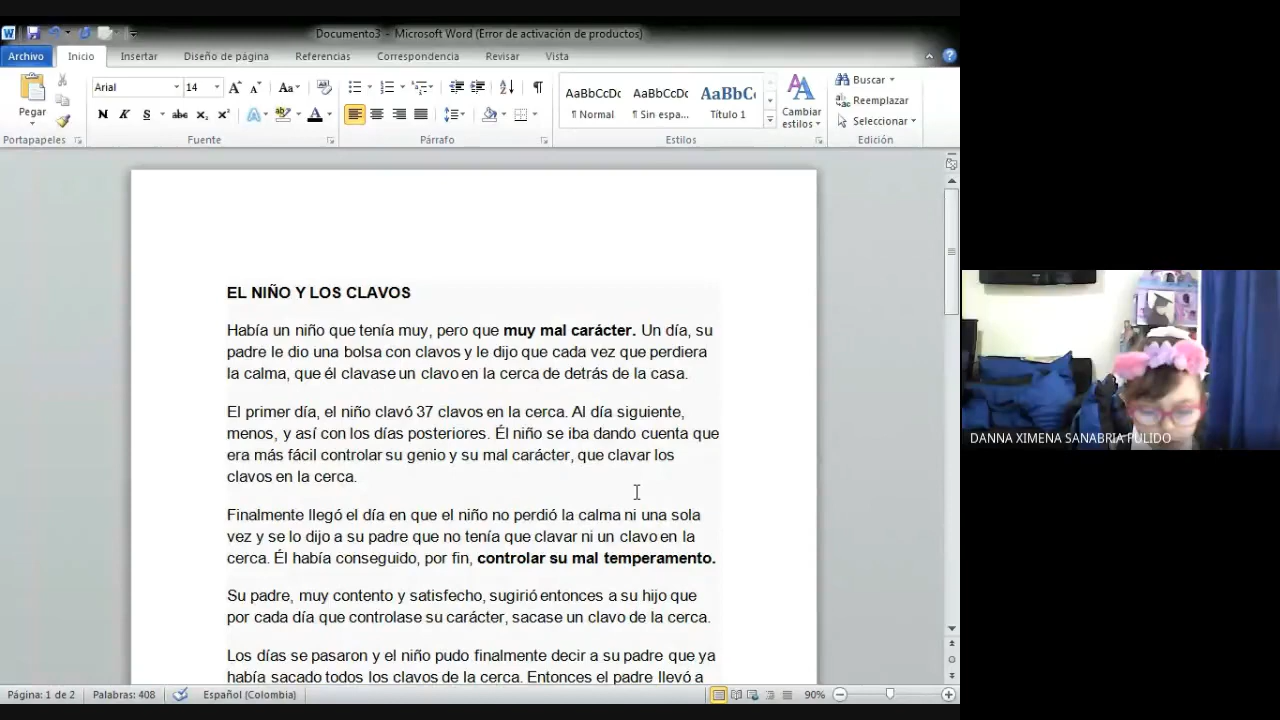 Documento3 - Microsoft Word (Error de activación de productos)
Archivo Inicio Insertar Diseño de página Referencias Correspondencia Revisar Vista
Pegar
Arial 14
Aa
N K S abc x₂ x² A
AaBbCcDc AaBbCcDc AaBbC
¶ Normal ¶ Sin espa... Título 1
Cambiar estilos
Buscar
Reemplazar
Seleccionar
Portapapeles Fuente Párrafo Estilos Edición
EL NIÑO Y LOS CLAVOS
Había un niño que tenía muy, pero que muy mal carácter. Un día, su
padre le dio una bolsa con clavos y le dijo que cada vez que perdiera
la calma, que él clavase un clavo en la cerca de detrás de la casa.
El primer día, el niño clavó 37 clavos en la cerca. Al día siguiente,
menos, y así con los días posteriores. Él niño se iba dando cuenta que
era más fácil controlar su genio y su mal carácter, que clavar los
clavos en la cerca.
Finalmente llegó el día en que el niño no perdió la calma ni una sola
vez y se lo dijo a su padre que no tenía que clavar ni un clavo en la
cerca. Él había conseguido, por fin, controlar su mal temperamento.
Su padre, muy contento y satisfecho, sugirió entonces a su hijo que
por cada día que controlase su carácter, sacase un clavo de la cerca.
Los días se pasaron y el niño pudo finalmente decir a su padre que ya
había sacado todos los clavos de la cerca. Entonces el padre llevó a
Página: 1 de 2 Palabras: 408 Español (Colombia) 90%
DANNA XIMENA SANABRIA PULIDO